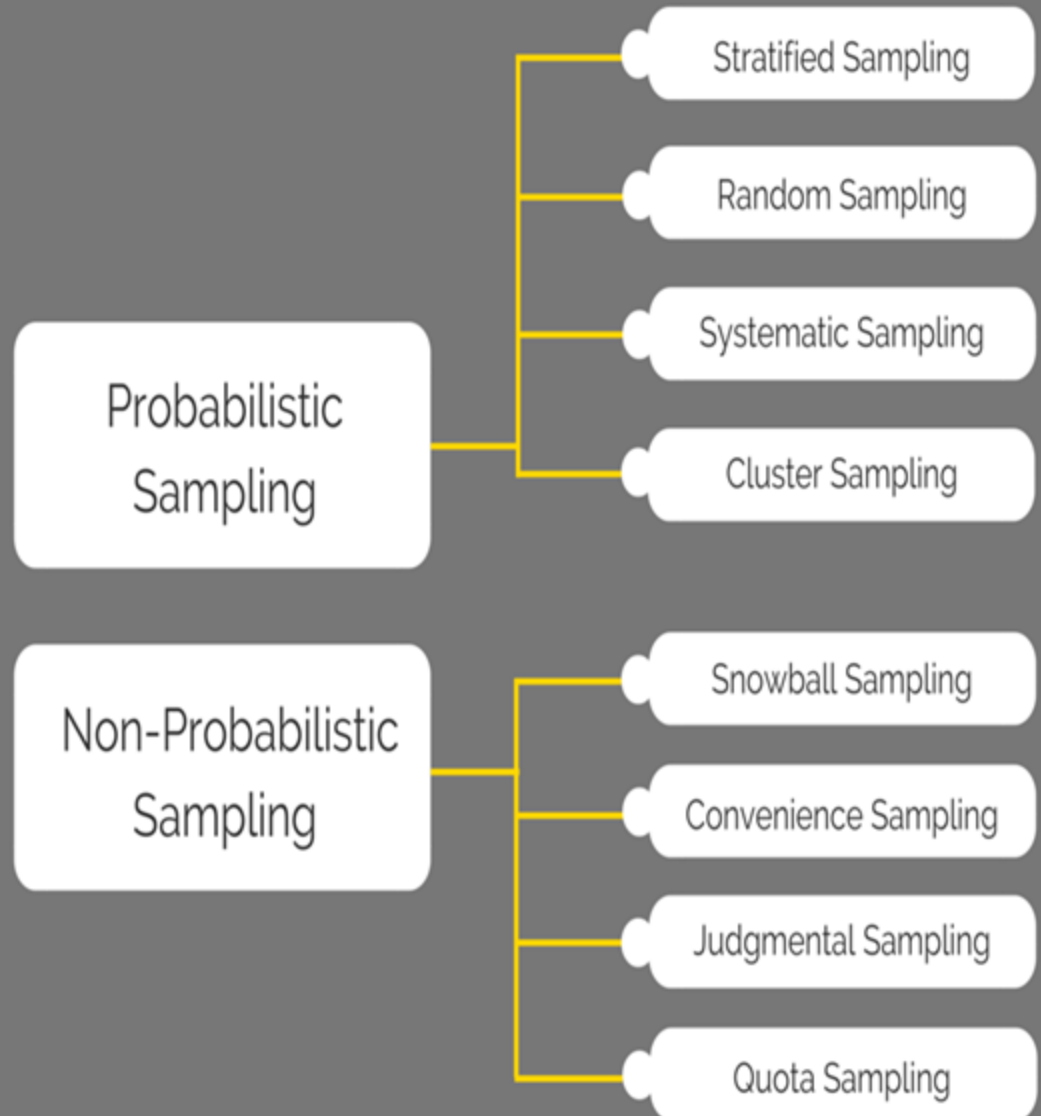 Probabilistic
Sampling
Stratified Sampling
Random Sampling
Systematic Sampling
Cluster Sampling
Non-Probabilistic
Sampling
Snowball Sampling
Convenience Sampling
Judgmental Sampling
Quota Sampling